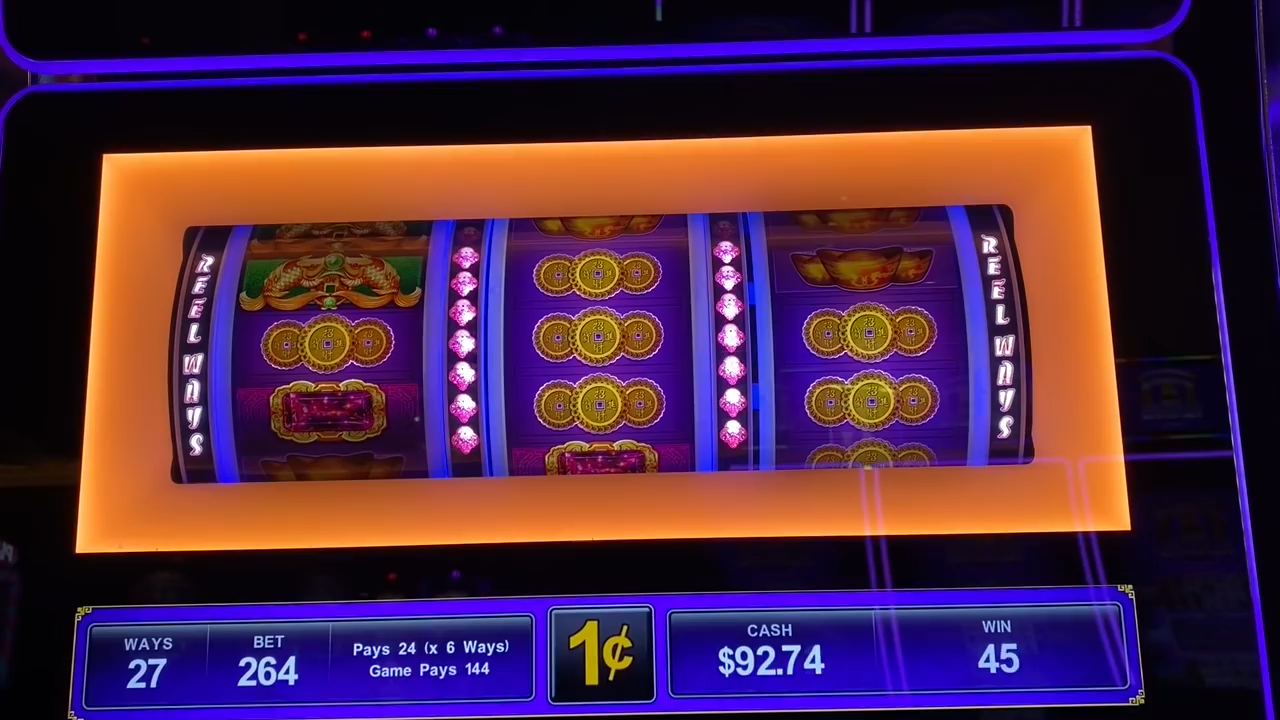 REEL WAYS
REEL WAYS
WAYS
27
BET
264
Pays 24 (x 6 Ways)
Game Pays 144
1¢
CASH
$92.74
WIN
45